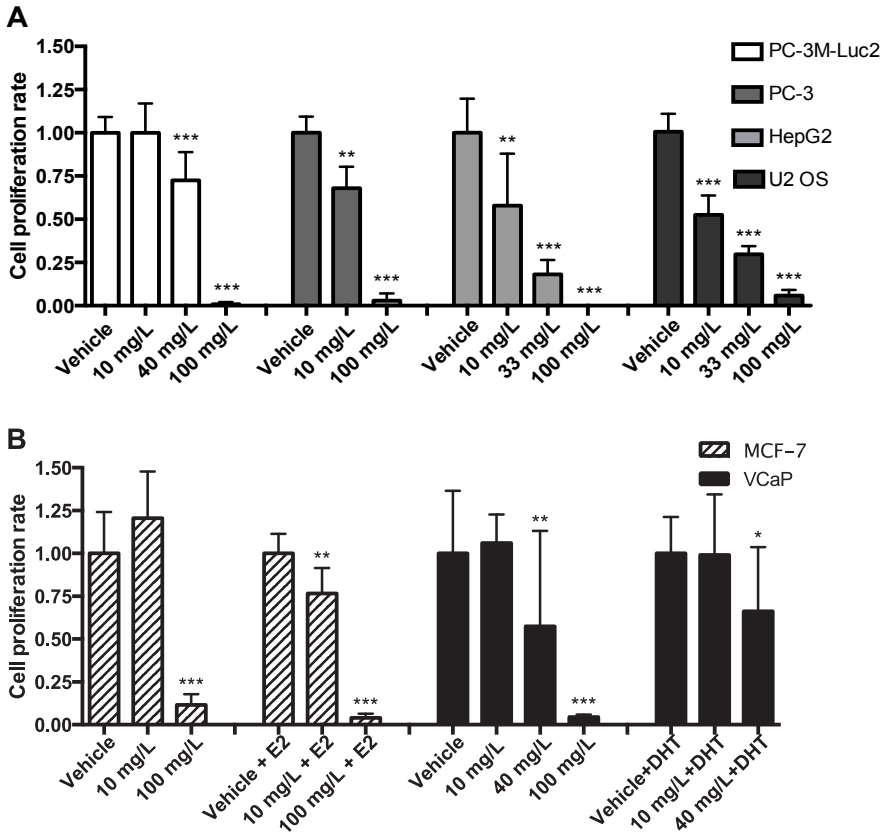 A
1.50
1.25
1.00
0.75
0.50
0.25
0.00
Cell proliferation rate
PC-3M-Luc2
PC-3
HepG2
U2 OS
***
***
**
***
**
***
***
***
***
***
Vehicle
10 mg/L
40 mg/L
100 mg/L
Vehicle
10 mg/L
100 mg/L
Vehicle
10 mg/L
33 mg/L
100 mg/L
Vehicle
10 mg/L
33 mg/L
100 mg/L
B
1.50
1.25
1.00
0.75
0.50
0.25
0.00
Cell proliferation rate
MCF-7
VCaP
***
**
***
**
***
*
Vehicle
10 mg/L
100 mg/L
Vehicle + E2
10 mg/L + E2
100 mg/L + E2
Vehicle
10 mg/L
40 mg/L
100 mg/L
Vehicle+DHT
10 mg/L+DHT
40 mg/L+DHT